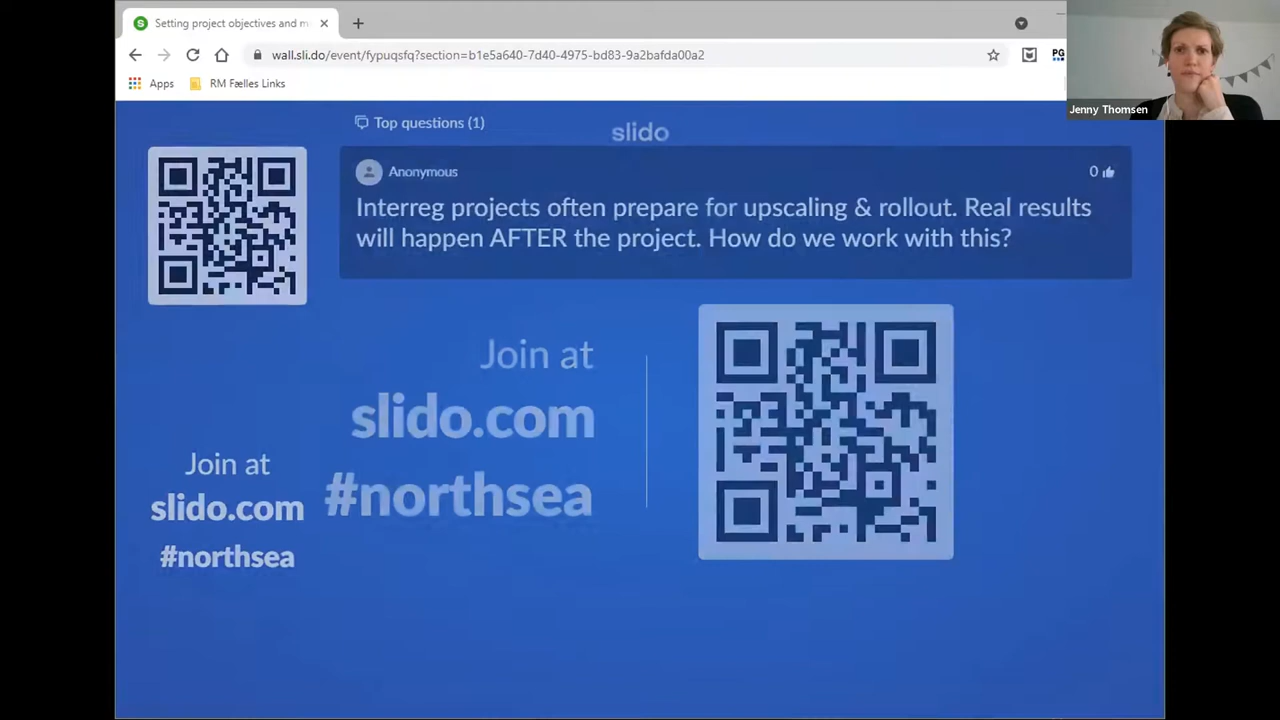 Setting project objectives and m
wall.sli.do/event/fypuqsfq?section=b1e5a640-7d40-4975-bd83-9a2bafda00a2
PG
Apps
RM Fælles Links
Jenny Thomsen
Top questions (1)
slido
Anonymous
0
Interreg projects often prepare for upscaling & rollout. Real results
will happen AFTER the project. How do we work with this?
Join at
slido.com
#northsea
Join at
slido.com
#northsea